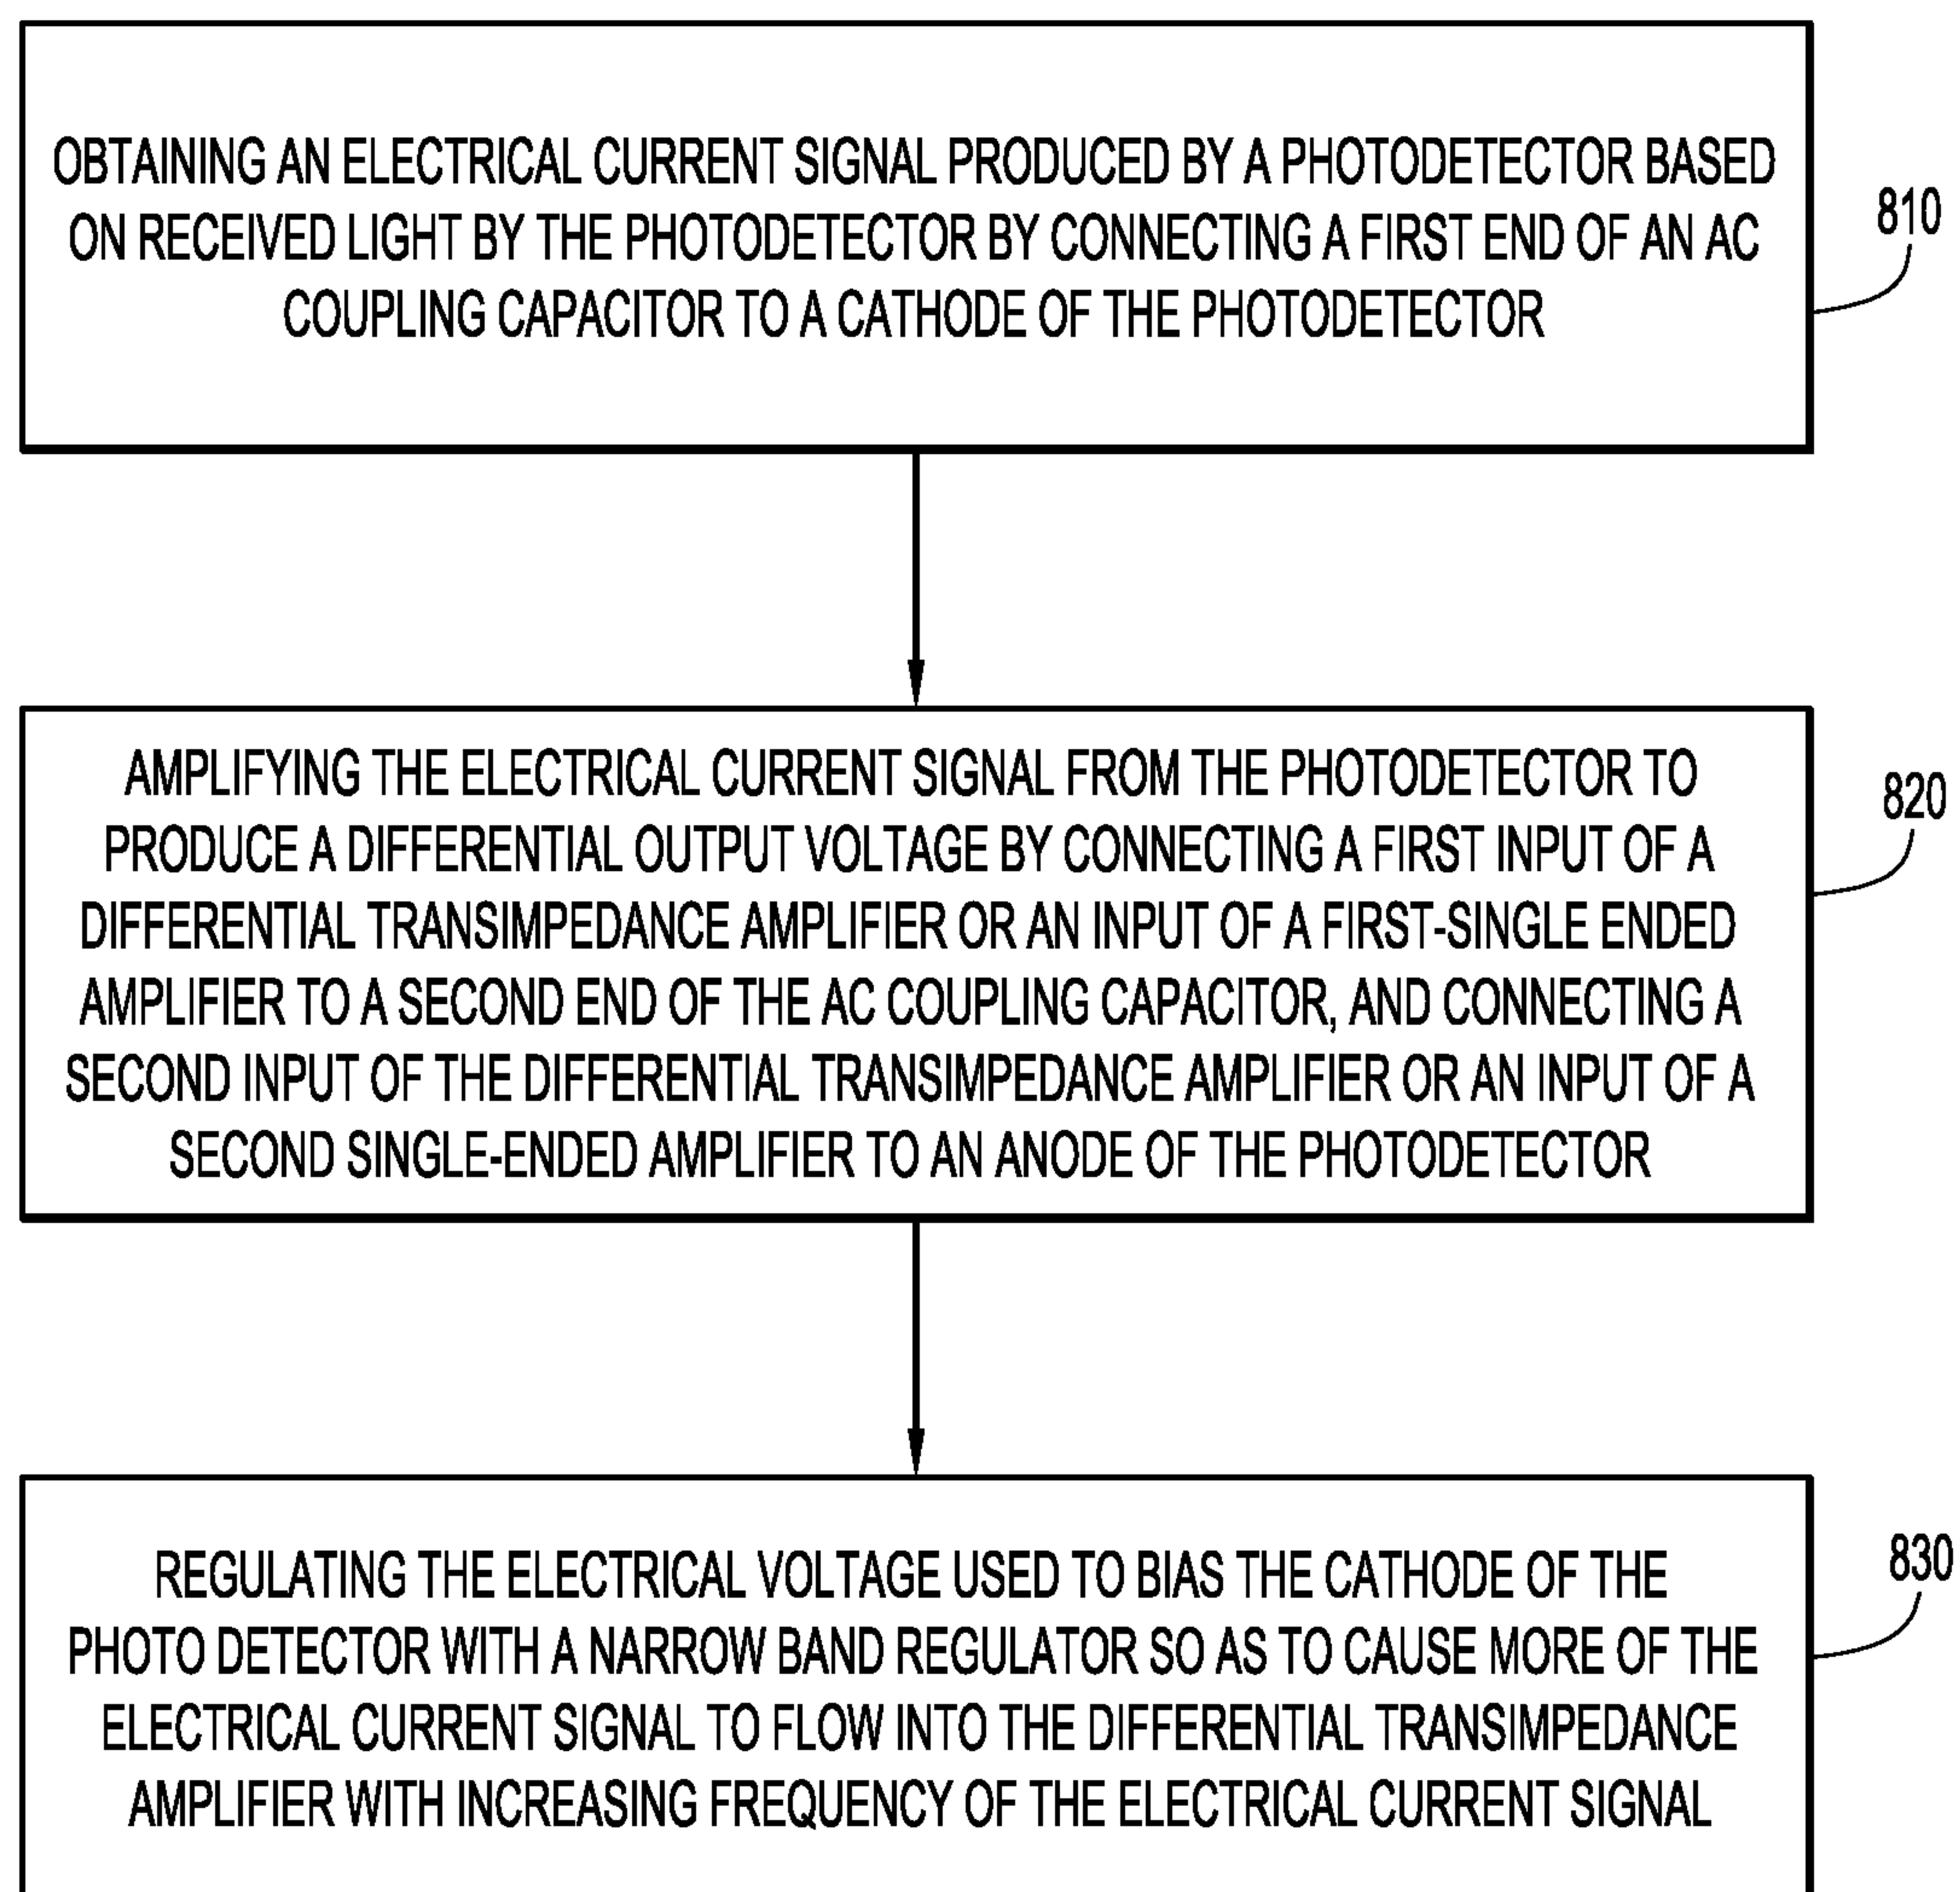 OBTAINING AN ELECTRICAL CURRENT SIGNAL PRODUCED BY A PHOTODETECTOR BASED
ON RECEIVED LIGHT BY THE PHOTODETECTOR BY CONNECTING A FIRST END OF AN AC
COUPLING CAPACITOR TO A CATHODE OF THE PHOTODETECTOR
810
AMPLIFYING THE ELECTRICAL CURRENT SIGNAL FROM THE PHOTODETECTOR TO
PRODUCE A DIFFERENTIAL OUTPUT VOLTAGE BY CONNECTING A FIRST INPUT OF A
DIFFERENTIAL TRANSIMPEDANCE AMPLIFIER OR AN INPUT OF A FIRST-SINGLE ENDED
AMPLIFIER TO A SECOND END OF THE AC COUPLING CAPACITOR, AND CONNECTING A
SECOND INPUT OF THE DIFFERENTIAL TRANSIMPEDANCE AMPLIFIER OR AN INPUT OF A
SECOND SINGLE-ENDED AMPLIFIER TO AN ANODE OF THE PHOTODETECTOR
820
REGULATING THE ELECTRICAL VOLTAGE USED TO BIAS THE CATHODE OF THE
PHOTO DETECTOR WITH A NARROW BAND REGULATOR SO AS TO CAUSE MORE OF THE
ELECTRICAL CURRENT SIGNAL TO FLOW INTO THE DIFFERENTIAL TRANSIMPEDANCE
AMPLIFIER WITH INCREASING FREQUENCY OF THE ELECTRICAL CURRENT SIGNAL
830